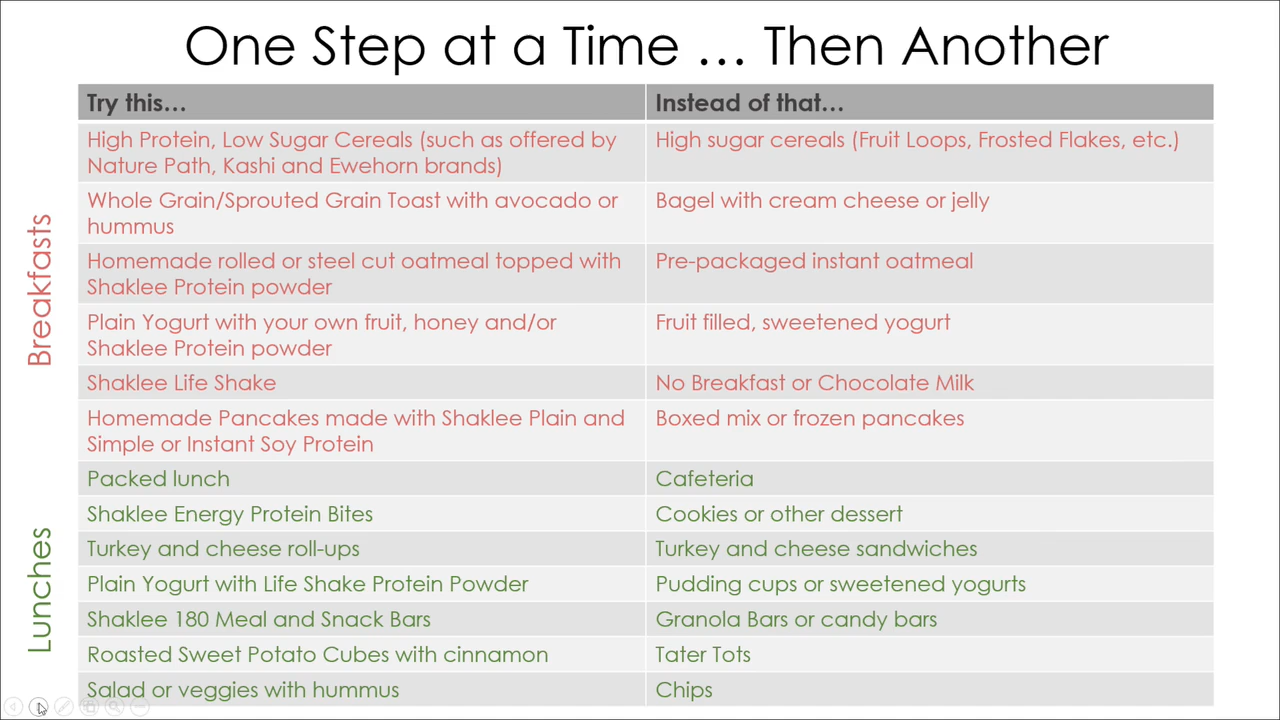 One Step at a Time … Then Another
Try this…
Instead of that…
High Protein, Low Sugar Cereals (such as offered by
Nature Path, Kashi and Ewehorn brands)
High sugar cereals (Fruit Loops, Frosted Flakes, etc.)
Whole Grain/Sprouted Grain Toast with avocado or
hummus
Bagel with cream cheese or jelly
Homemade rolled or steel cut oatmeal topped with
Shaklee Protein powder
Pre-packaged instant oatmeal
Plain Yogurt with your own fruit, honey and/or
Shaklee Protein powder
Fruit filled, sweetened yogurt
Shaklee Life Shake
No Breakfast or Chocolate Milk
Homemade Pancakes made with Shaklee Plain and
Simple or Instant Soy Protein
Boxed mix or frozen pancakes
Breakfasts
Packed lunch
Cafeteria
Shaklee Energy Protein Bites
Cookies or other dessert
Turkey and cheese roll-ups
Turkey and cheese sandwiches
Plain Yogurt with Life Shake Protein Powder
Pudding cups or sweetened yogurts
Shaklee 180 Meal and Snack Bars
Granola Bars or candy bars
Roasted Sweet Potato Cubes with cinnamon
Tater Tots
Salad or veggies with hummus
Chips
Lunches